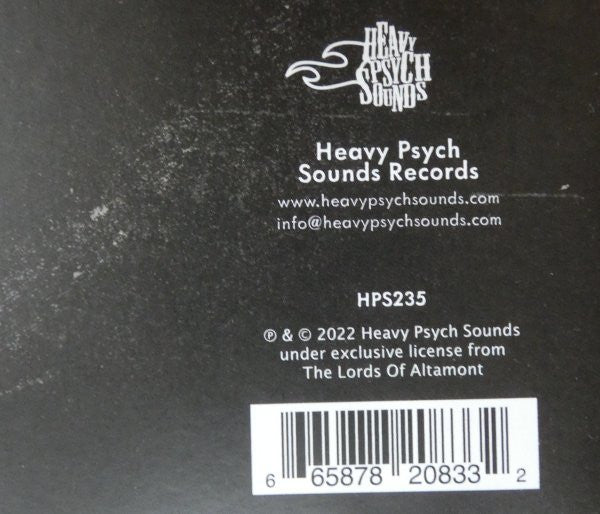 HEAVY
PSYCH
SOUNDS
Heavy Psych
Sounds Records
www.heavypsychsounds.com
info@heavypsychsounds.com
HPS235
℗ & © 2022 Heavy Psych Sounds
under exclusive license from
The Lords Of Altamont
6 65878 20833 2